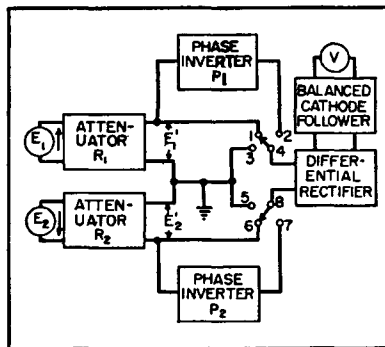 PHASE
INVERTER
P1
V
BALANCED
CATHODE
FOLLOWER
E1
ATTEN-
UATOR
R1
E'1
1
2
3
4
DIFFER-
ENTIAL
RECTIFIER
E2
ATTEN-
UATOR
R2
E'2
5
8
6
7
PHASE
INVERTER
P2